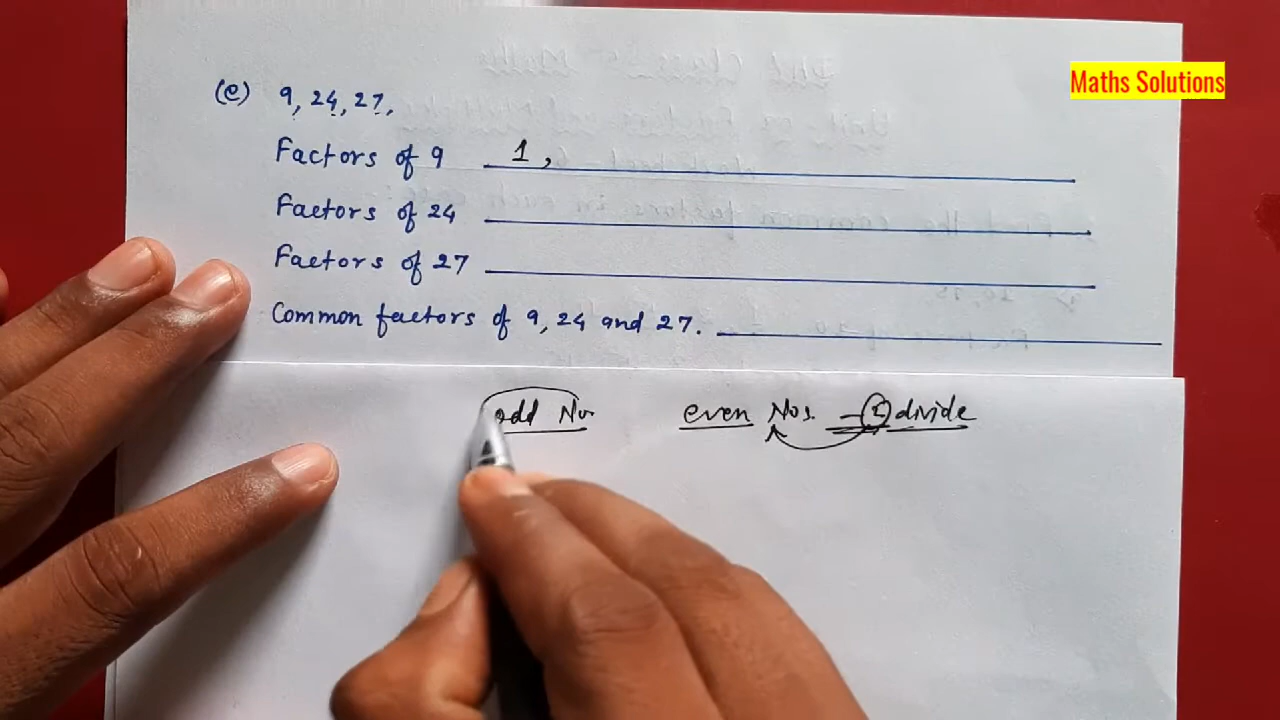 Maths Solutions
(e) 9, 24, 27,
Factors of 9 1,
Factors of 24
Factors of 27
Common factors of 9, 24 and 27.
odd No. even Nos. - 2 divide